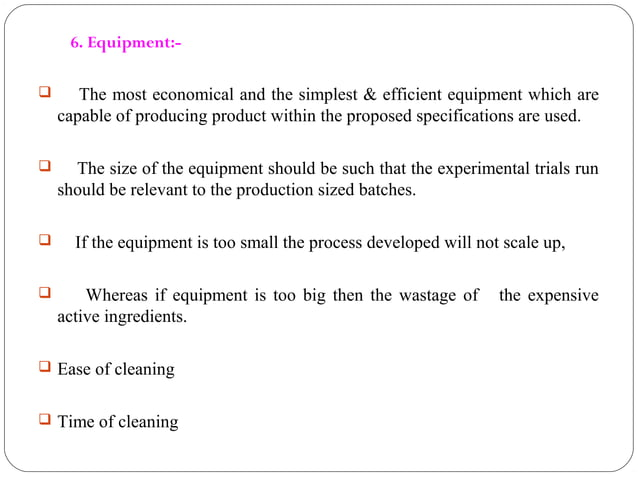 6. Equipment:-
The most economical and the simplest & efficient equipment which are
capable of producing product within the proposed specifications are used.
The size of the equipment should be such that the experimental trials run
should be relevant to the production sized batches.
If the equipment is too small the process developed will not scale up,
Whereas if equipment is too big then the wastage of the expensive
active ingredients.
Ease of cleaning
Time of cleaning